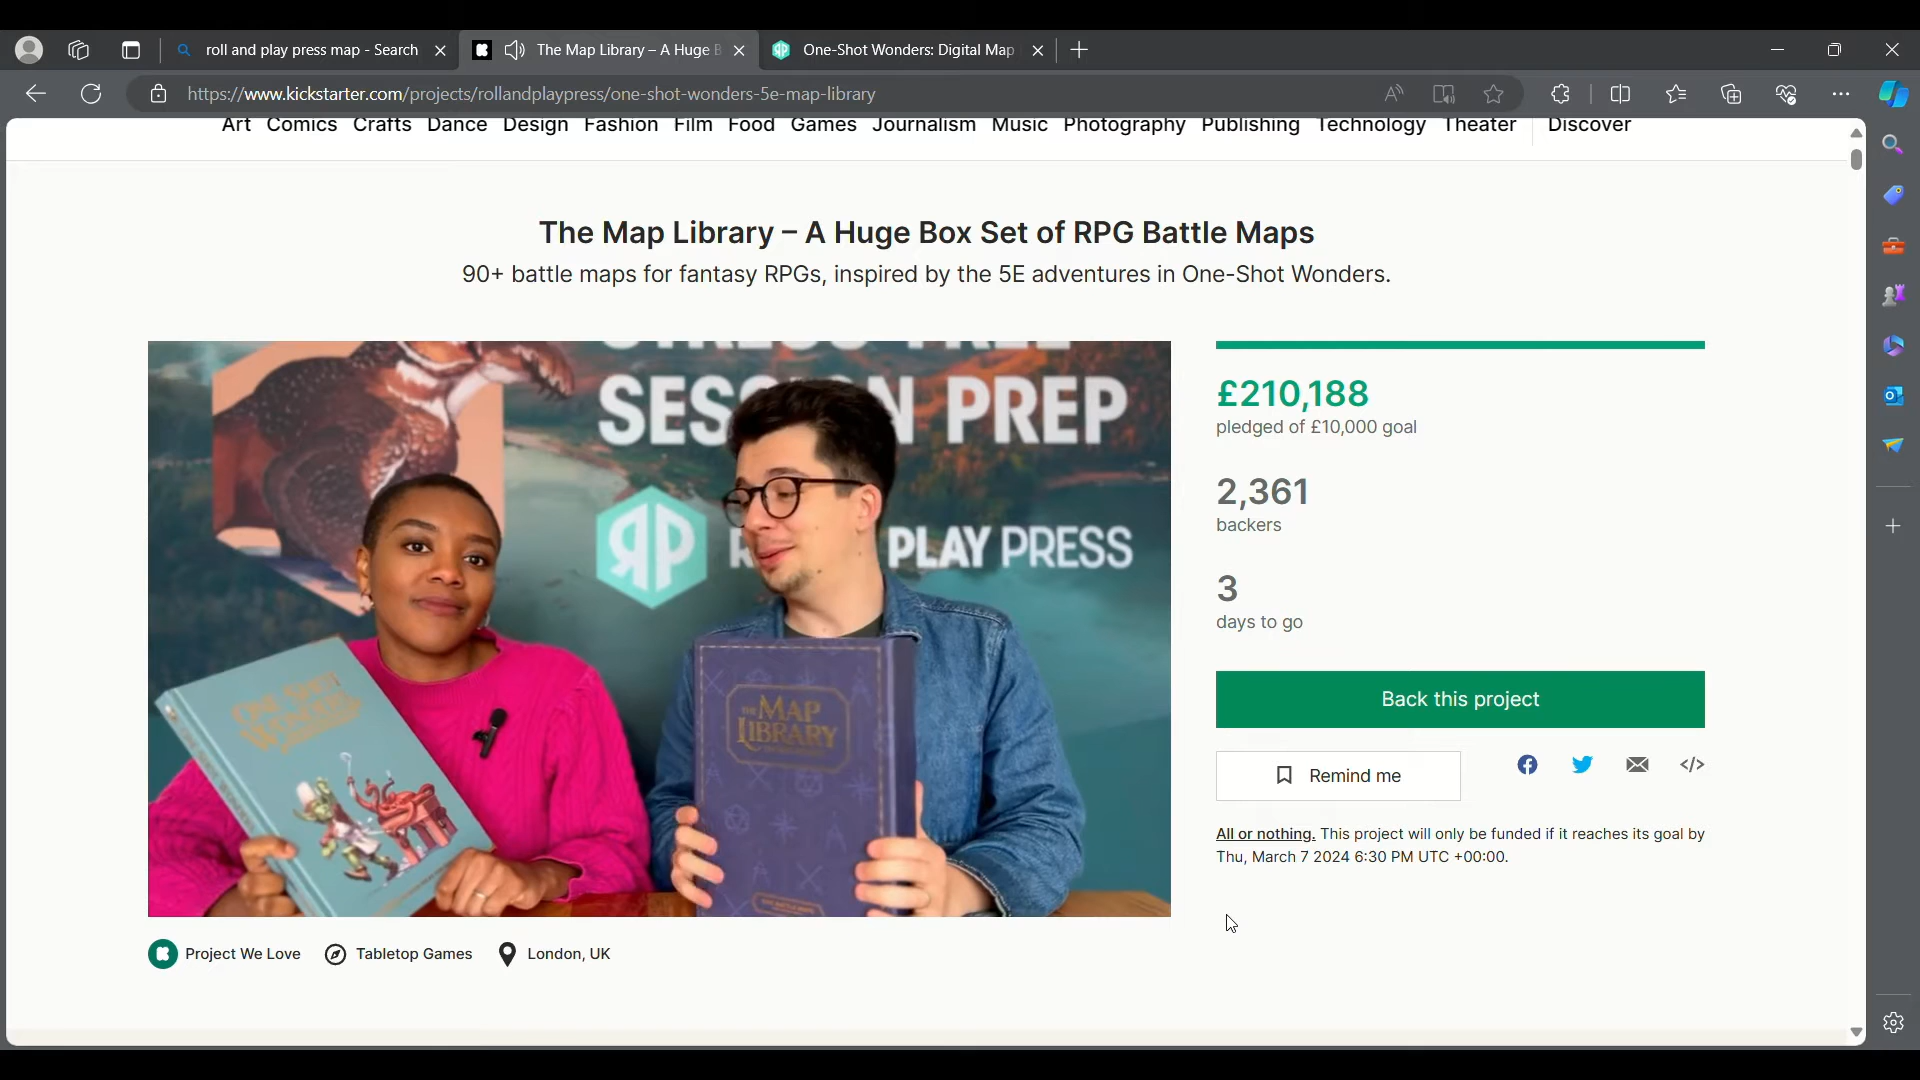 roll and play press map - Search
The Map Library – A Huge B
One-Shot Wonders: Digital Map
https://www.kickstarter.com/projects/rollandplaypress/one-shot-wonders-5e-map-library
Art Comics Crafts Dance Design Fashion Film Food Games Journalism Music Photography Publishing Technology Theater Discover
The Map Library – A Huge Box Set of RPG Battle Maps
90+ battle maps for fantasy RPGs, inspired by the 5E adventures in One-Shot Wonders.
SESSION PREP
RP
PLAY PRESS
ONE SHOT
WONDERS
THE MAP
LIBRARY
£210,188
pledged of £10,000 goal
2,361
backers
3
days to go
Back this project
Remind me
All or nothing. This project will only be funded if it reaches its goal by
Thu, March 7 2024 6:30 PM UTC +00:00.
Project We Love
Tabletop Games
London, UK